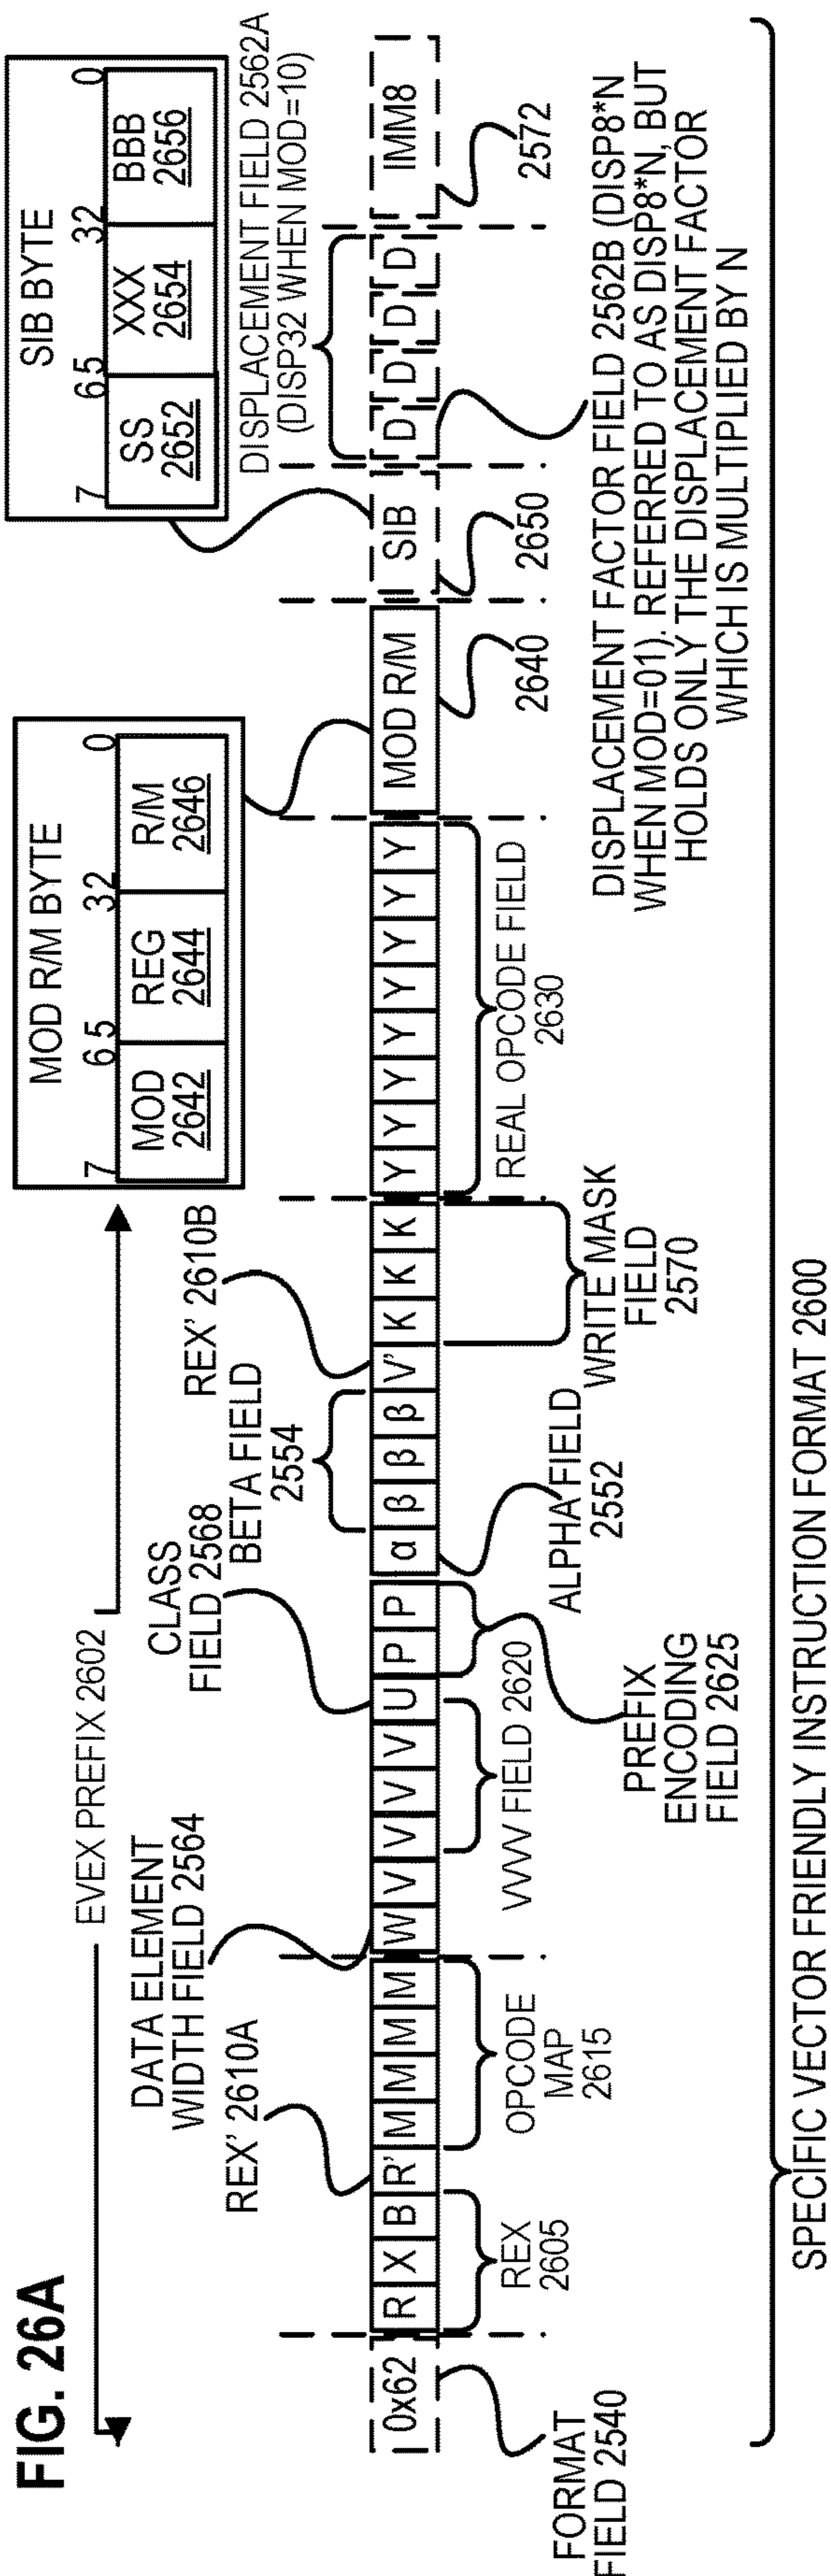 FIG. 26A
EVEX PREFIX 2602
DATA ELEMENT
WIDTH FIELD 2564
REX' 2610A
CLASS
FIELD 2568
BETA FIELD
2554
REX' 2610B
MOD R/M BYTE
7 6 5 3 2 0
MOD REG R/M
2642 2644 2646
SIB BYTE
7 6 5 3 2 0
SS XXX BBB
2652 2654 2656
DISPLACEMENT FIELD 2562A
(DISP32 WHEN MOD=10)
0x62 R X B R' M M M M W V V V V U P P α β β β V' K K K Y Y Y Y Y Y Y Y MOD R/M SIB D D D D IMM8
FORMAT
FIELD 2540
REX
2605
OPCODE
MAP
2615
VVVV FIELD 2620
PREFIX
ENCODING
FIELD 2625
ALPHA FIELD
2552
WRITE MASK
FIELD
2570
REAL OPCODE FIELD
2630
2640
2650
2572
DISPLACEMENT FACTOR FIELD 2562B (DISP8*N
WHEN MOD=01). REFERRED TO AS DISP8*N, BUT
HOLDS ONLY THE DISPLACEMENT FACTOR
WHICH IS MULTIPLIED BY N
SPECIFIC VECTOR FRIENDLY INSTRUCTION FORMAT 2600